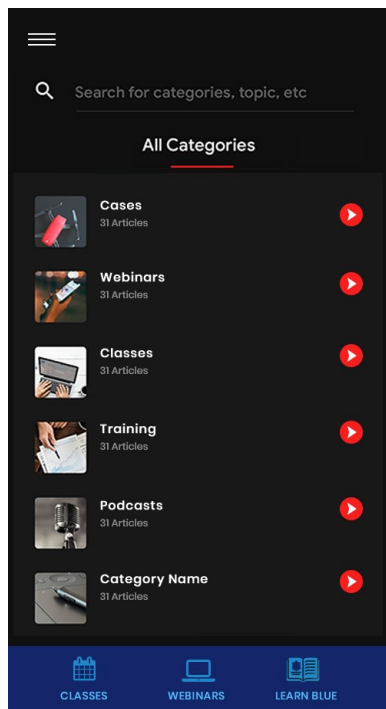 Search for categories, topic, etc
All Categories
Cases
31 Articles
Webinars
31 Articles
Classes
31 Articles
Training
31 Articles
Podcasts
31 Articles
Category Name
31 Articles
CLASSES WEBINARS LEARN BLUE